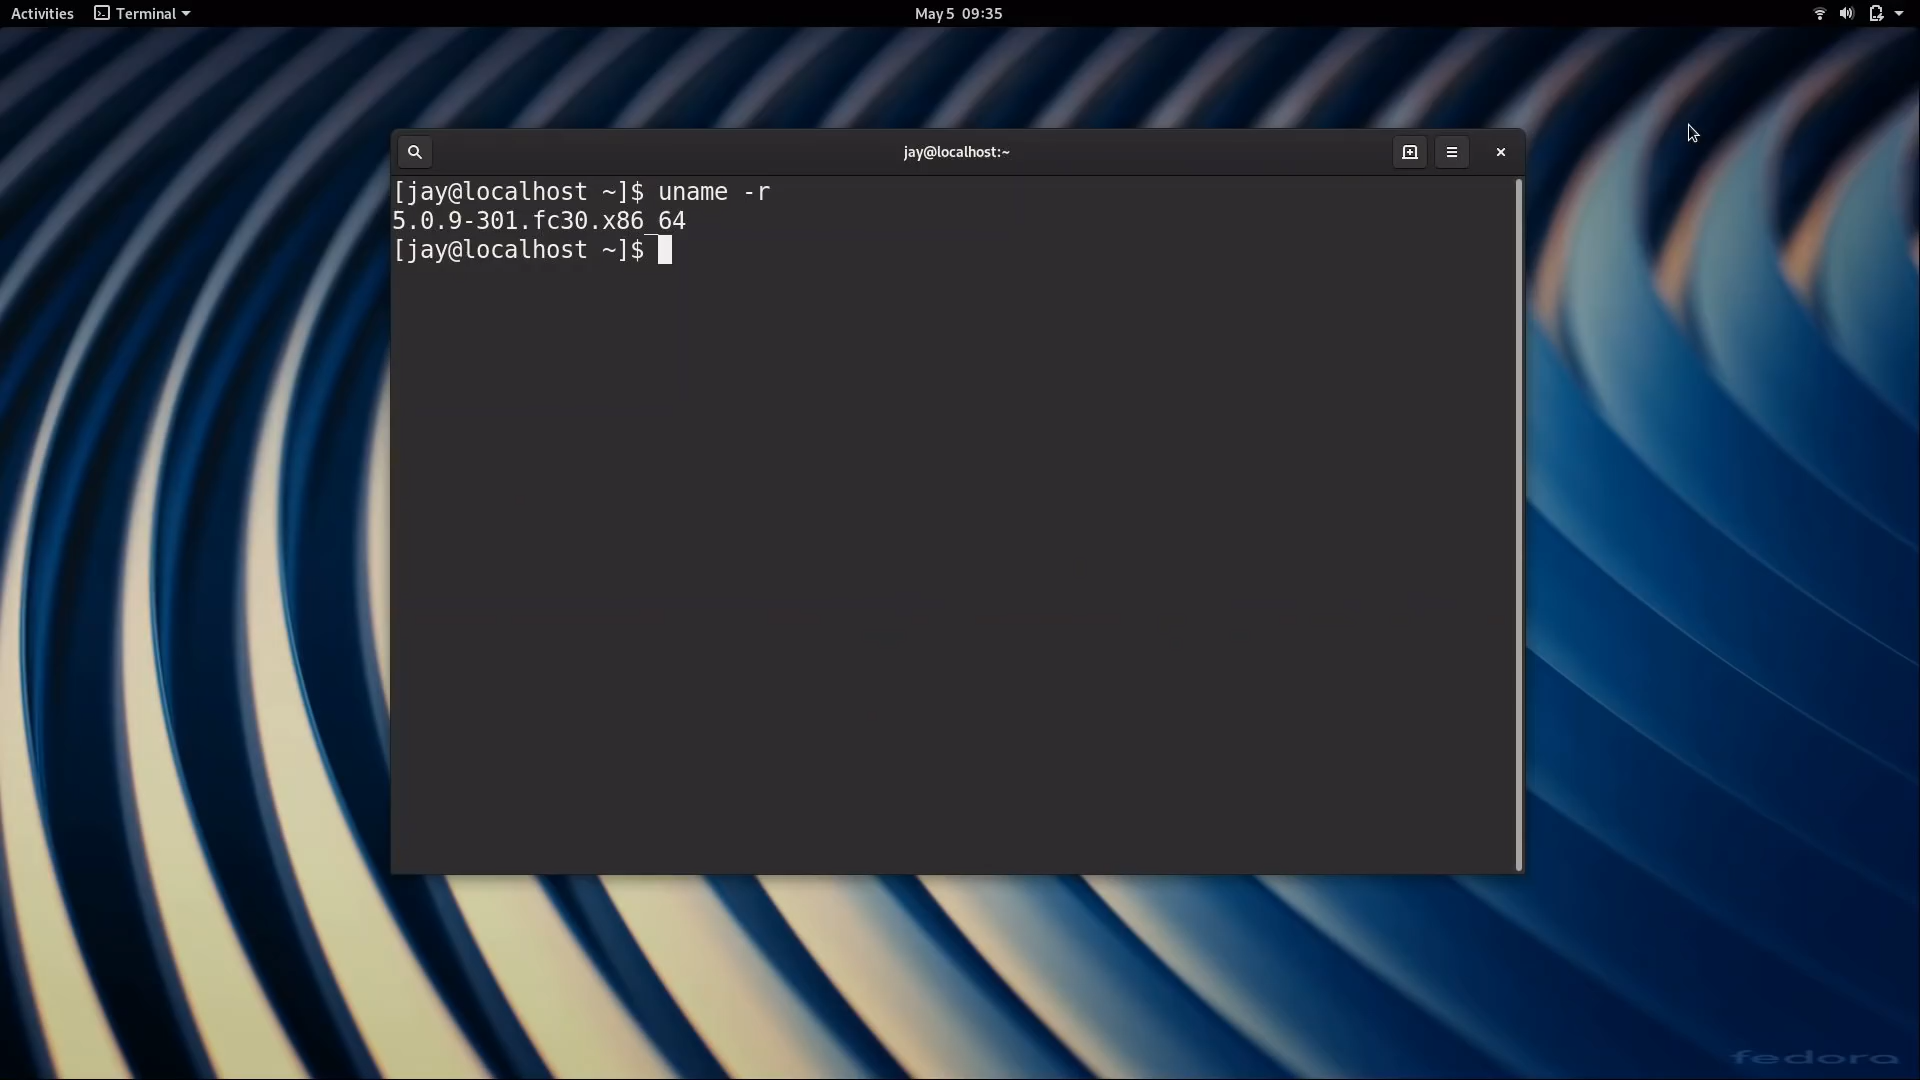 Activities Terminal May 5 09:35
jay@localhost:~
[jay@localhost ~]$ uname -r
5.0.9-301.fc30.x86_64
[jay@localhost ~]$
fedora